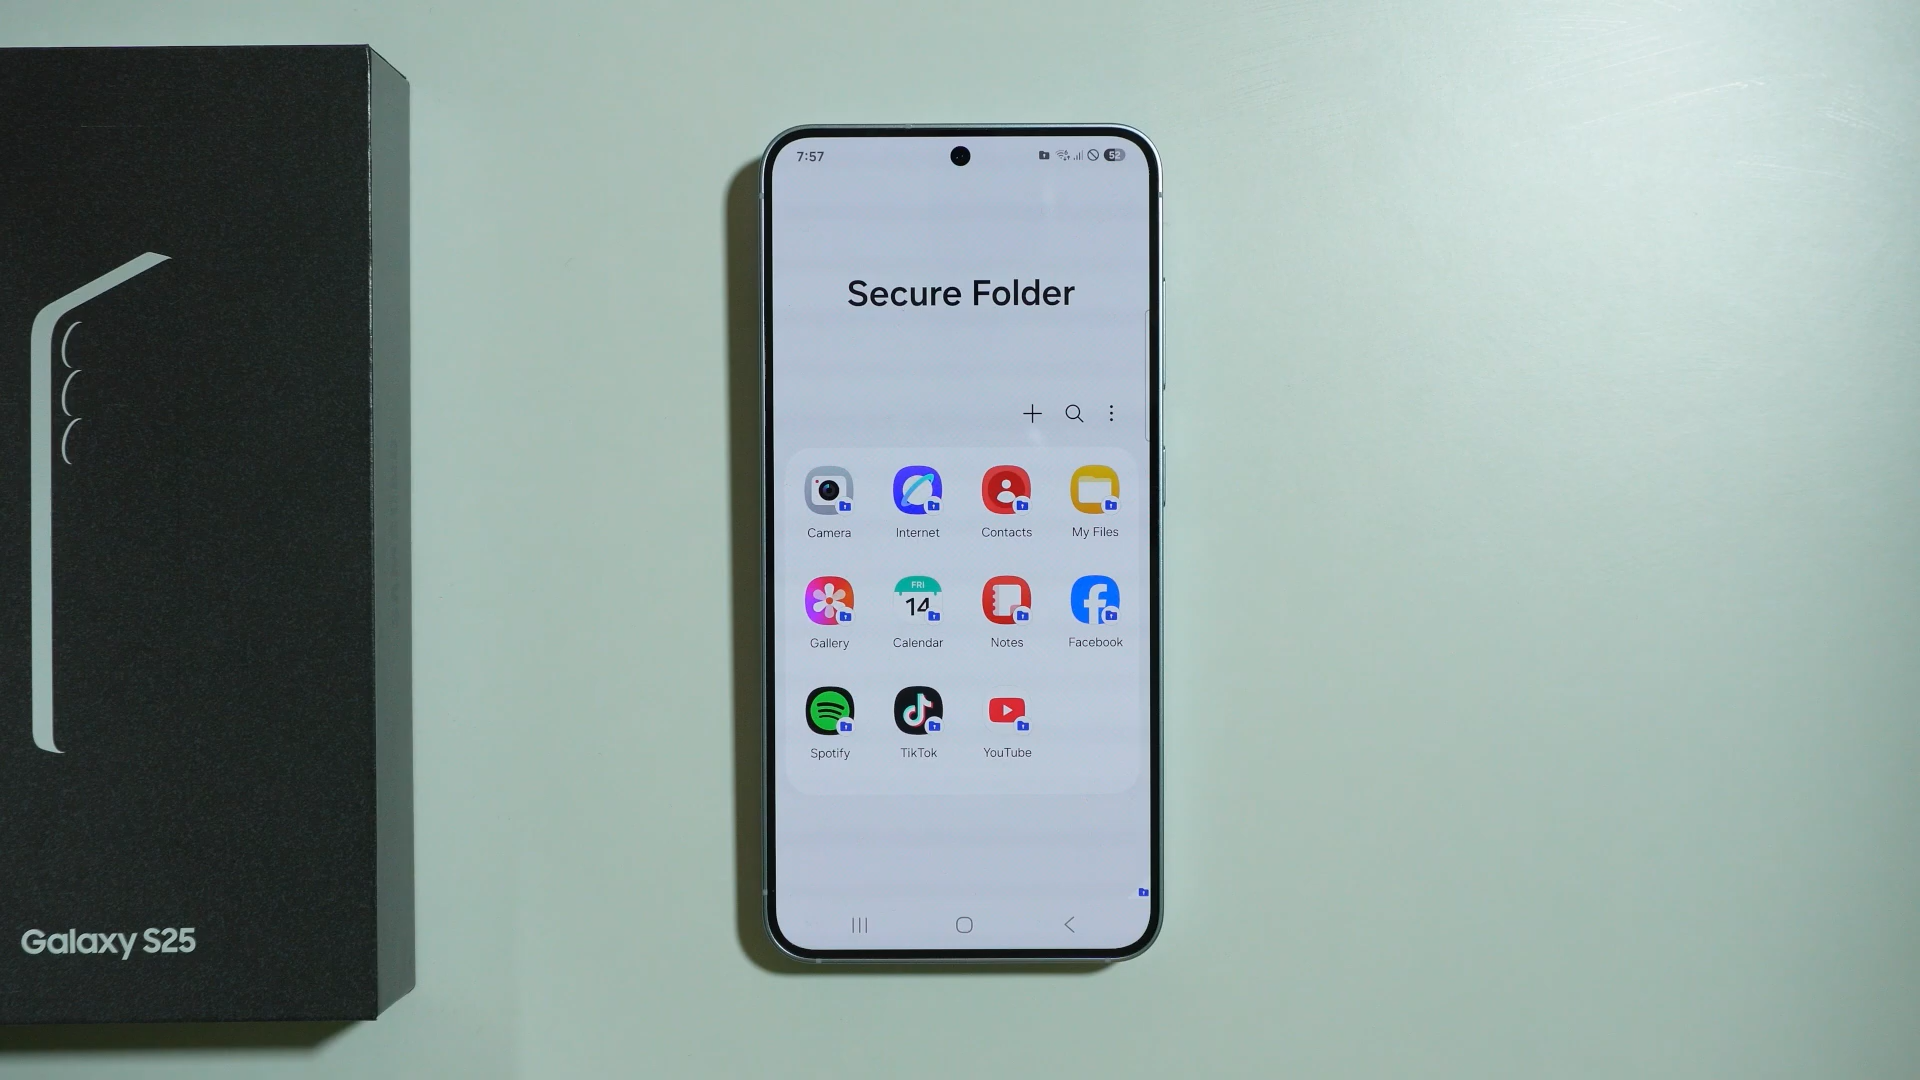 7:57
52
Secure Folder
Camera
Internet
Contacts
My Files
FRI
14
Gallery
Calendar
Notes
Facebook
Spotify
TikTok
YouTube
Galaxy S25